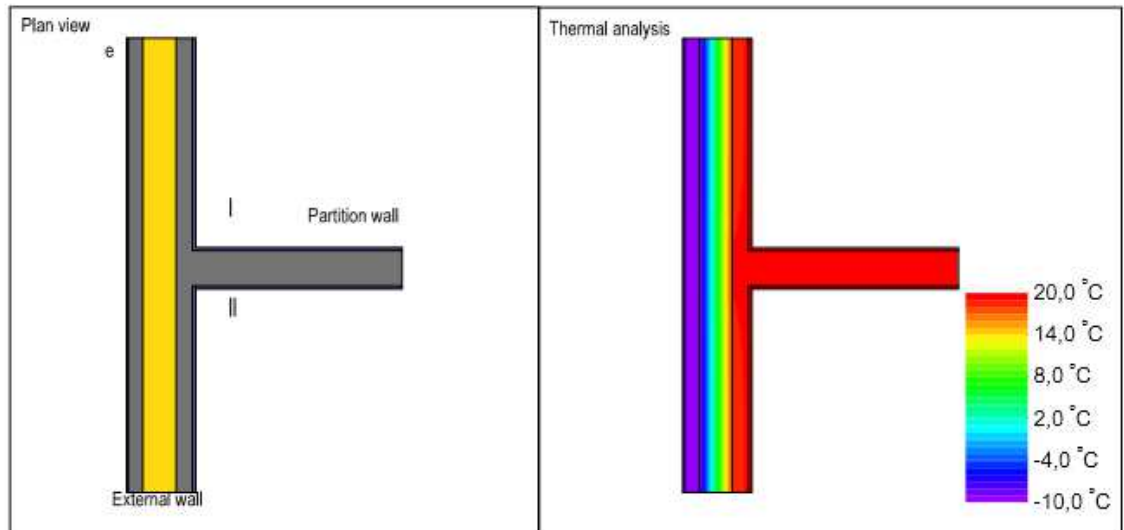 Plan view
e
I
Partition wall
II
External wall
Thermal analysis
20,0 °C
14,0 °C
8,0 °C
2,0 °C
-4,0 °C
-10,0 °C